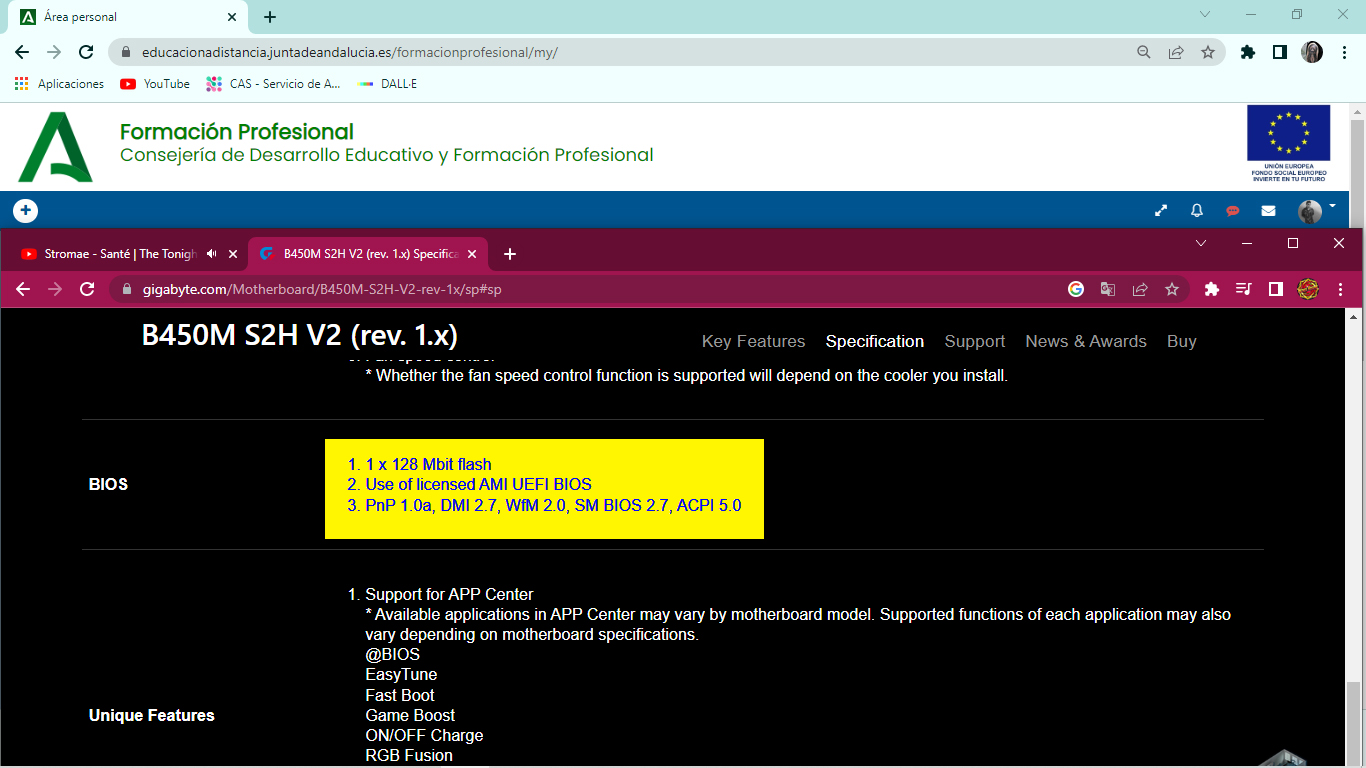 Área personal
educacionadistancia.juntadeandalucia.es/formacionprofesional/my/
Aplicaciones
YouTube
CAS - Servicio de A...
DALL·E
Formación Profesional
Consejería de Desarrollo Educativo y Formación Profesional
UNIÓN EUROPEA
FONDO SOCIAL EUROPEO
INVIERTE EN TU FUTURO
Stromae - Santé | The Tonigh
B450M S2H V2 (rev. 1.x) Specifica
gigabyte.com/Motherboard/B450M-S2H-V2-rev-1x/sp#sp
B450M S2H V2 (rev. 1.x)
Key Features Specification Support News & Awards Buy
* Whether the fan speed control function is supported will depend on the cooler you install.
BIOS
1. 1 x 128 Mbit flash
2. Use of licensed AMI UEFI BIOS
3. PnP 1.0a, DMI 2.7, WfM 2.0, SM BIOS 2.7, ACPI 5.0
Unique Features
1. Support for APP Center
* Available applications in APP Center may vary by motherboard model. Supported functions of each application may also
vary depending on motherboard specifications.
@BIOS
EasyTune
Fast Boot
Game Boost
ON/OFF Charge
RGB Fusion